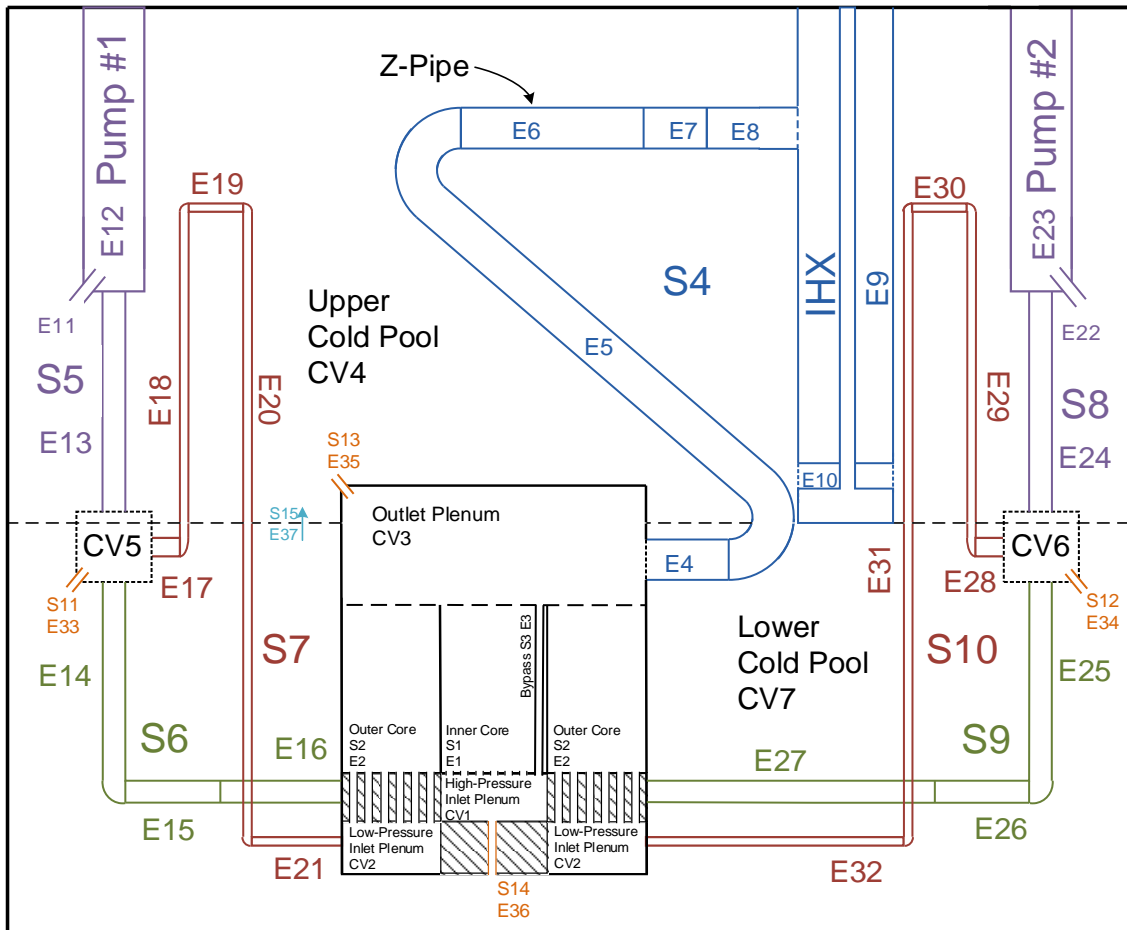 Pump #1
E12
Z-Pipe
E6
E7
E8
Pump #2
E23
E19
E30
S4
IHX
E9
Upper
Cold Pool
CV4
E11
E22
E5
S5
S8
E18
E20
E29
E13
E24
S13
E35
E10
S15
E37
Outlet Plenum
CV3
CV5
CV6
E4
E31
E17
E28
S11
E33
S12
E34
S7
Bypass S3 E3
Lower
Cold Pool
CV7
S10
E14
E25
S6
E16
Outer Core
S2
E2
Inner Core
S1
E1
Outer Core
S2
E2
E27
S9
High-Pressure
Inlet Plenum
CV1
E15
E26
Low-Pressure
Inlet Plenum
CV2
Low-Pressure
Inlet Plenum
CV2
E21
E32
S14
E36